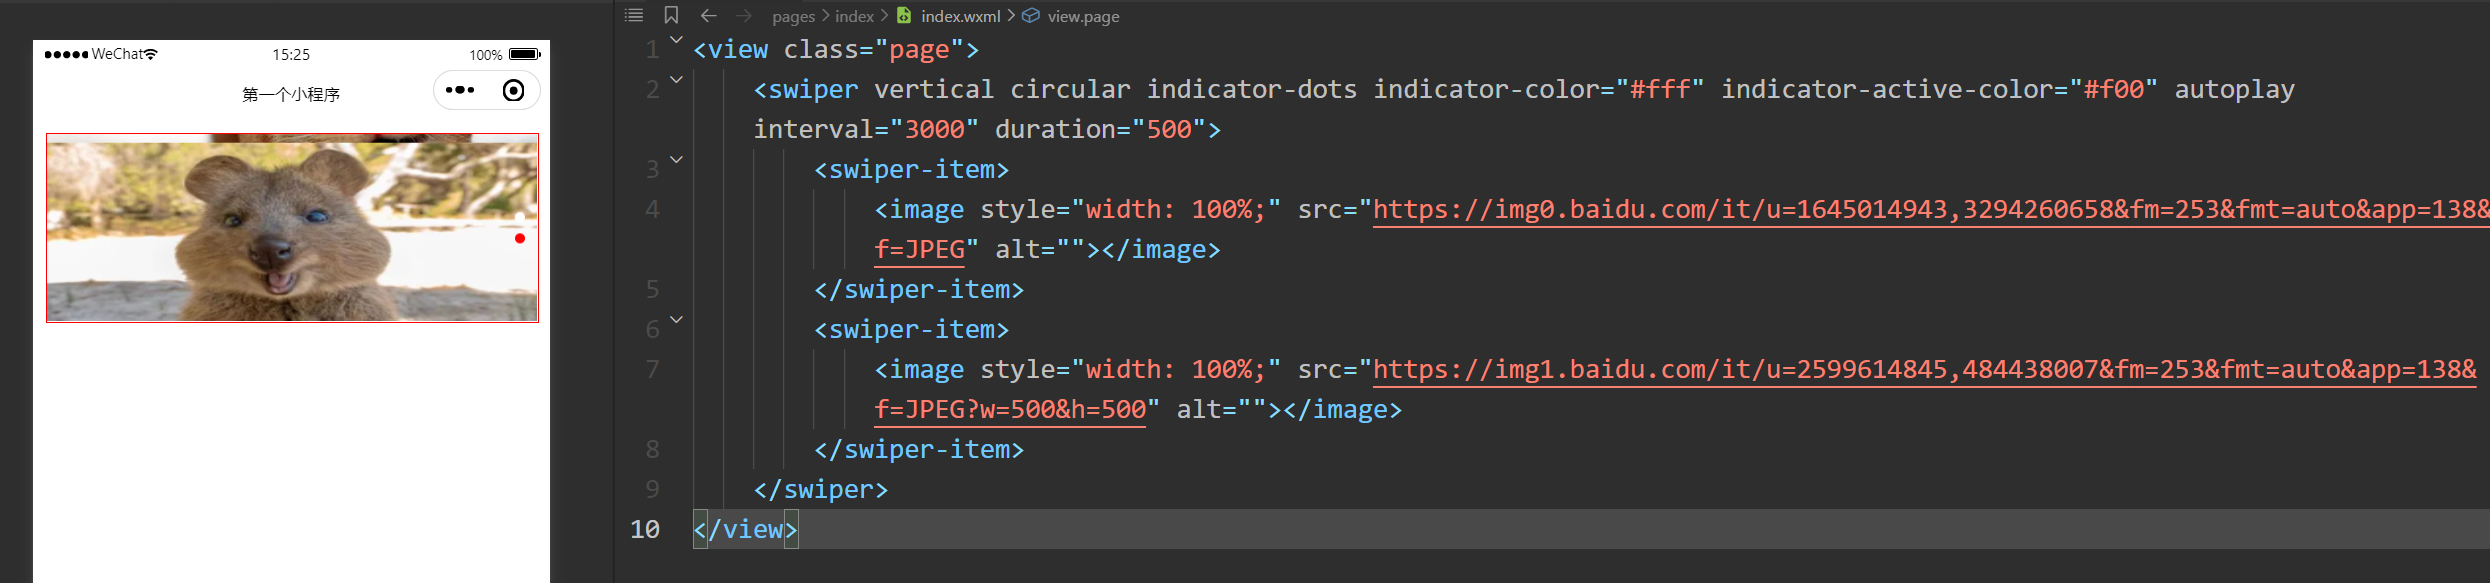 WeChat
15:25
100%
第一个小程序
pages > index > index.wxml > view.page
1 <view class="page">
2 <swiper vertical circular indicator-dots indicator-color="#fff" indicator-active-color="#f00" autoplay
interval="3000" duration="500">
3 <swiper-item>
4 <image style="width: 100%;" src="https://img0.baidu.com/it/u=1645014943,3294260658&fm=253&fmt=auto&app=138&
f=JPEG" alt=""></image>
5 </swiper-item>
6 <swiper-item>
7 <image style="width: 100%;" src="https://img1.baidu.com/it/u=2599614845,484438007&fm=253&fmt=auto&app=138&
f=JPEG?w=500&h=500" alt=""></image>
8 </swiper-item>
9 </swiper>
10 </view>